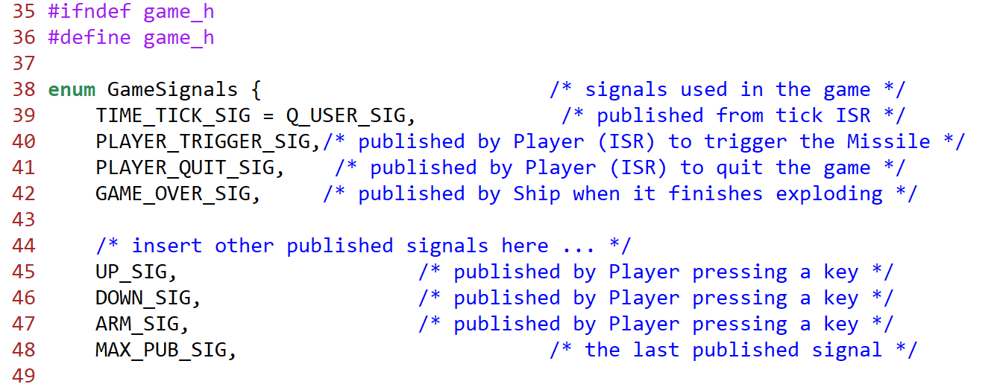 35 #ifndef game_h
36 #define game_h
37
38 enum GameSignals {                        /* signals used in the game */
39     TIME_TICK_SIG = Q_USER_SIG,            /* published from tick ISR */
40     PLAYER_TRIGGER_SIG,/* published by Player (ISR) to trigger the Missile */
41     PLAYER_QUIT_SIG,    /* published by Player (ISR) to quit the game */
42     GAME_OVER_SIG,     /* published by Ship when it finishes exploding */
43
44     /* insert other published signals here ... */
45     UP_SIG,                    /* published by Player pressing a key */
46     DOWN_SIG,                  /* published by Player pressing a key */
47     ARM_SIG,                   /* published by Player pressing a key */
48     MAX_PUB_SIG,                          /* the last published signal */
49